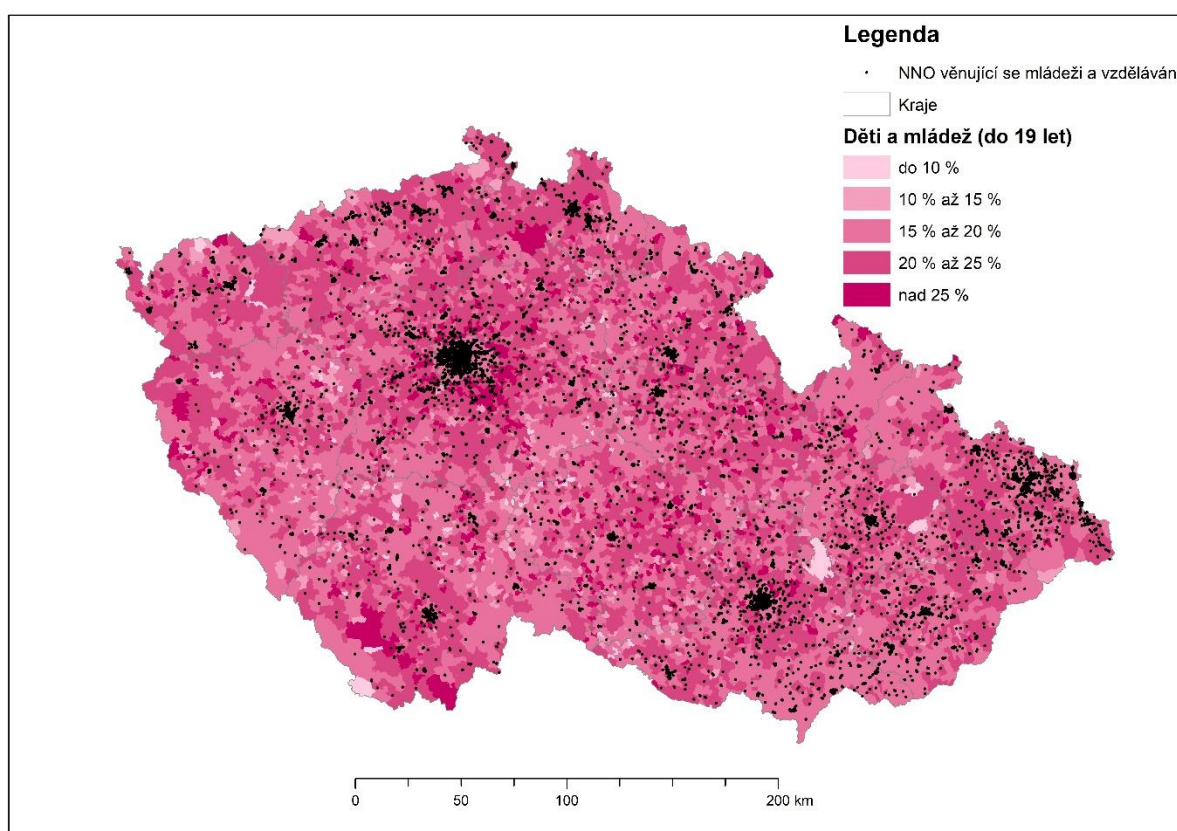 Legenda
NNO věnující se mládeži a vzděláván
Kraje
Děti a mládež (do 19 let)
do 10 %
10 % až 15 %
15 % až 20 %
20 % až 25 %
nad 25 %
0 50 100 200 km